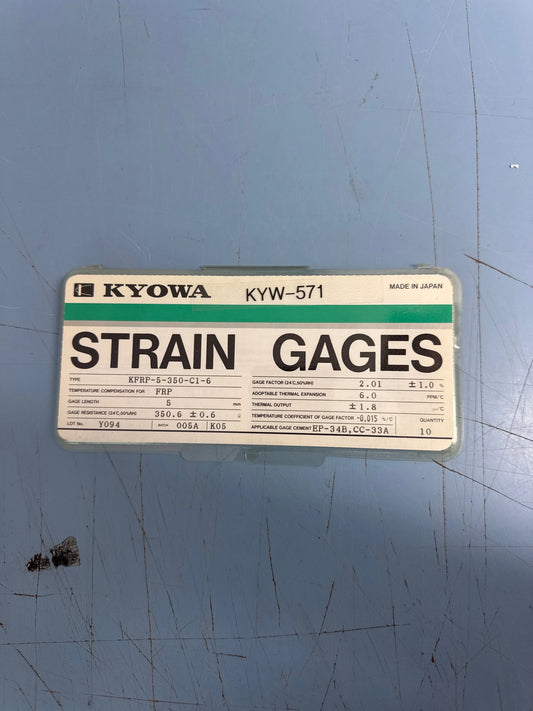 KYOWA KYW-571 MADE IN JAPAN
STRAIN GAGES
TYPE KFRP-5-350-C1-6
TEMPERATURE COMPENSATION FOR FRP
GAGE LENGTH 5 mm
GAGE RESISTANCE (24℃,50%RH) 350.6 ± 0.6 Ω
LOT No. Y094 BATCH 005A K05
GAGE FACTOR (24℃,50%RH) 2.01 ±1.0 %
ADOPTABLE THERMAL EXPANSION 6.0 PPM/℃
THERMAL OUTPUT ±1.8
TEMPERATURE COEFFICIENT OF GAGE FACTOR -0.015 %/℃ QUANTITY
APPLICABLE GAGE CEMENT EP-34B,CC-33A 10